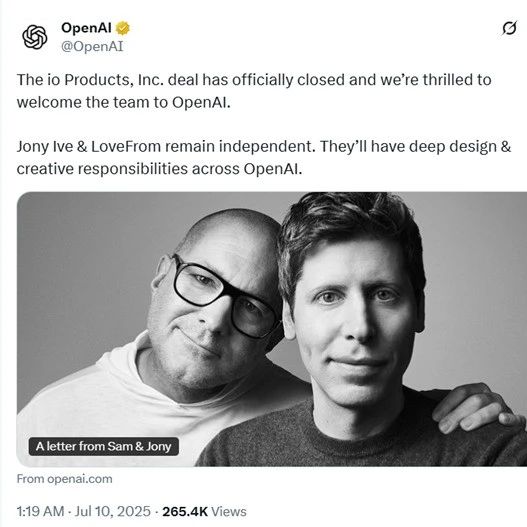 OpenAI
@OpenAI
The io Products, Inc. deal has officially closed and we’re thrilled to
welcome the team to OpenAI.
Jony Ive & LoveFrom remain independent. They’ll have deep design &
creative responsibilities across OpenAI.
A letter from Sam & Jony
From openai.com
1:19 AM · Jul 10, 2025 · 265.4K Views